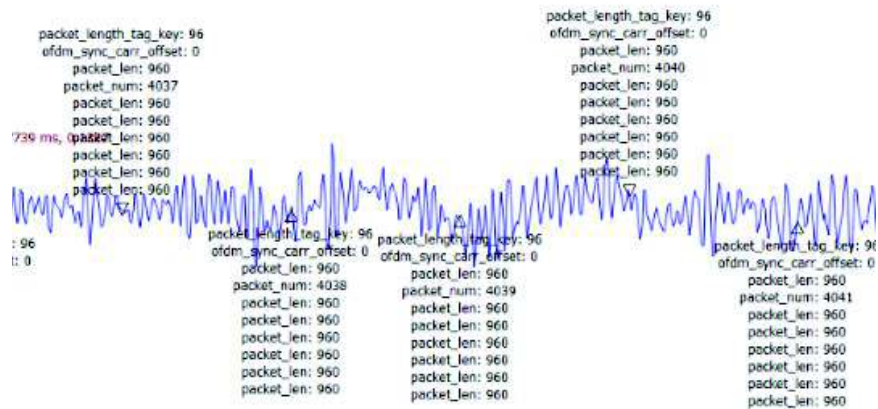 packet_length_tag_key: 96
ofdm_sync_carr_offset: 0
packet_len: 960
packet_num: 4037
packet_len: 960
packet_len: 960
739 ms,
packet_len: 960
packet_len: 960
packet_len: 960
packet_len: 960
packet_length_tag_key: 96
ofdm_sync_carr_offset: 0
packet_len: 960
packet_num: 4040
packet_len: 960
packet_len: 960
packet_len: 960
packet_len: 960
packet_len: 960
packet_len: 960
: 96
: 0
packet_length_tag_key: 96
ofdm_sync_carr_offset: 0
packet_len: 960
packet_num: 4038
packet_len: 960
packet_len: 960
packet_len: 960
packet_len: 960
packet_len: 960
packet_len: 960
packet_length_tag_key: 96
ofdm_sync_carr_offset: 0
packet_len: 960
packet_num: 4039
packet_len: 960
packet_len: 960
packet_len: 960
packet_len: 960
packet_len: 960
packet_len: 960
packet_length_tag_key: 96
ofdm_sync_carr_offset: 0
packet_len: 960
packet_num: 4041
packet_len: 960
packet_len: 960
packet_len: 960
packet_len: 960
packet_len: 960
packet_len: 960